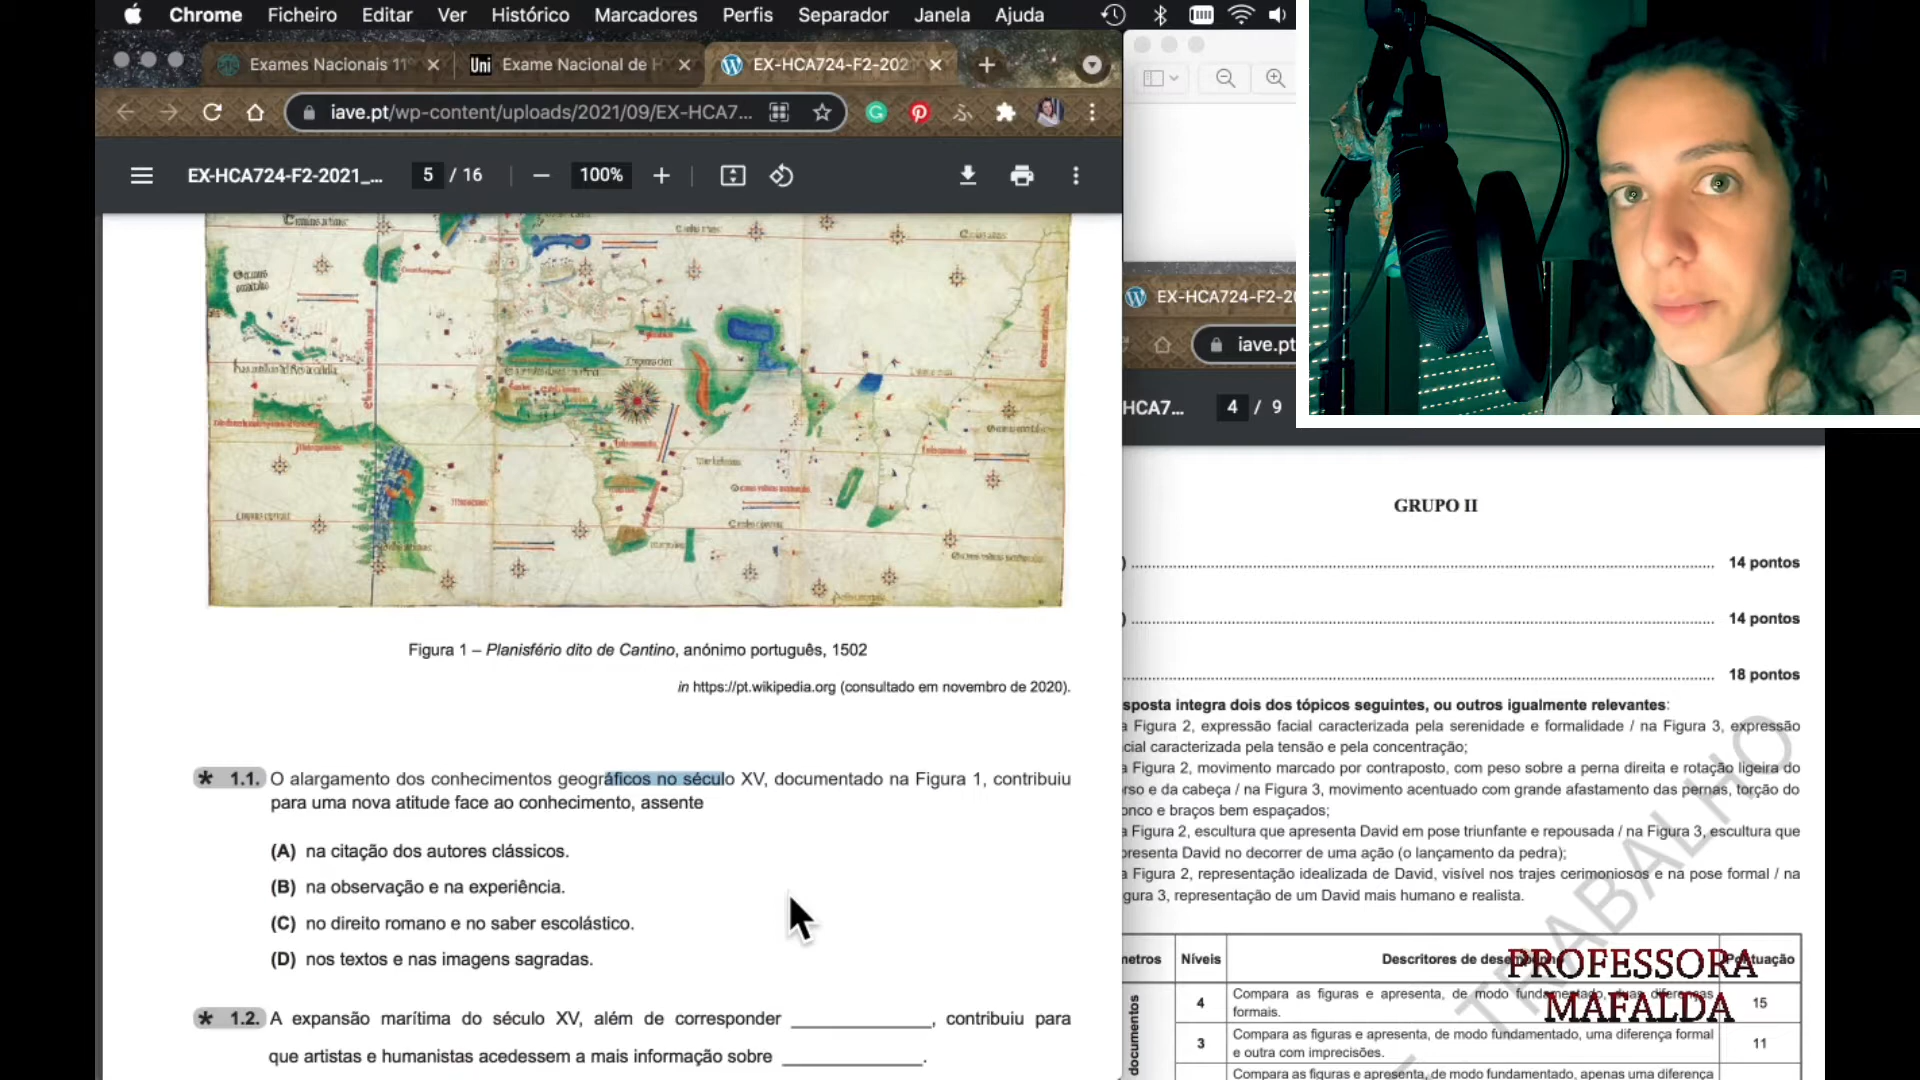 Chrome Ficheiro Editar Ver Histórico Marcadores Perfis Separador Janela Ajuda
Exames Nacionais 11º
Uni Exame Nacional de H
EX-HCA724-F2-202
iave.pt/wp-content/uploads/2021/09/EX-HCA7...
EX-HCA724-F2-2021_... 5 / 16 100%
Figura 1 – Planisfério dito de Cantino, anónimo português, 1502
in https://pt.wikipedia.org (consultado em novembro de 2020).
* 1.1. O alargamento dos conhecimentos geográficos no século XV, documentado na Figura 1, contribuiu
para uma nova atitude face ao conhecimento, assente
(A) na citação dos autores clássicos.
(B) na observação e na experiência.
(C) no direito romano e no saber escolástico.
(D) nos textos e nas imagens sagradas.
* 1.2. A expansão marítima do século XV, além de corresponder ____________, contribuiu para
que artistas e humanistas acedessem a mais informação sobre ____________.
EX-HCA724-F2-20
iave.pt
HCA7... 4 / 9
GRUPO II
14 pontos
14 pontos
18 pontos
sposta integra dois dos tópicos seguintes, ou outros igualmente relevantes:
a Figura 2, expressão facial caracterizada pela serenidade e formalidade / na Figura 3, expressão
cial caracterizada pela tensão e pela concentração;
a Figura 2, movimento marcado por contraposto, com peso sobre a perna direita e rotação ligeira do
rso e da cabeça / na Figura 3, movimento acentuado com grande afastamento das pernas, torção do
onco e braços bem espaçados;
a Figura 2, escultura que apresenta David em pose triunfante e repousada / na Figura 3, escultura que
presenta David no decorrer de uma ação (o lançamento da pedra);
a Figura 2, representação idealizada de David, visível nos trajes cerimoniosos e na pose formal / na
gura 3, representação de um David mais humano e realista.
TRABALHO
metros Níveis Descritores de desempenho Pontuação
documentos
4 Compara as figuras e apresenta, de modo fundamentado, duas diferenças
formais. 15
3 Compara as figuras e apresenta, de modo fundamentado, uma diferença formal
e outra com imprecisões. 11
Compara as figuras e apresenta, de modo fundamentado, apenas uma diferença
PROFESSORA
MAFALDA